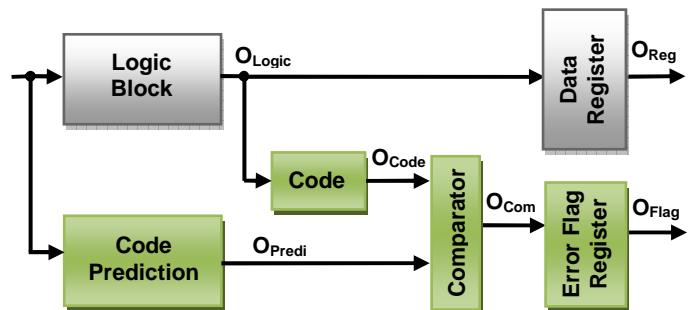 Logic
Block
OLogic
Data
Register
OReg
Code
OCode
Comparator
OCom
Error Flag
Register
OFlag
Code
Prediction
OPredi